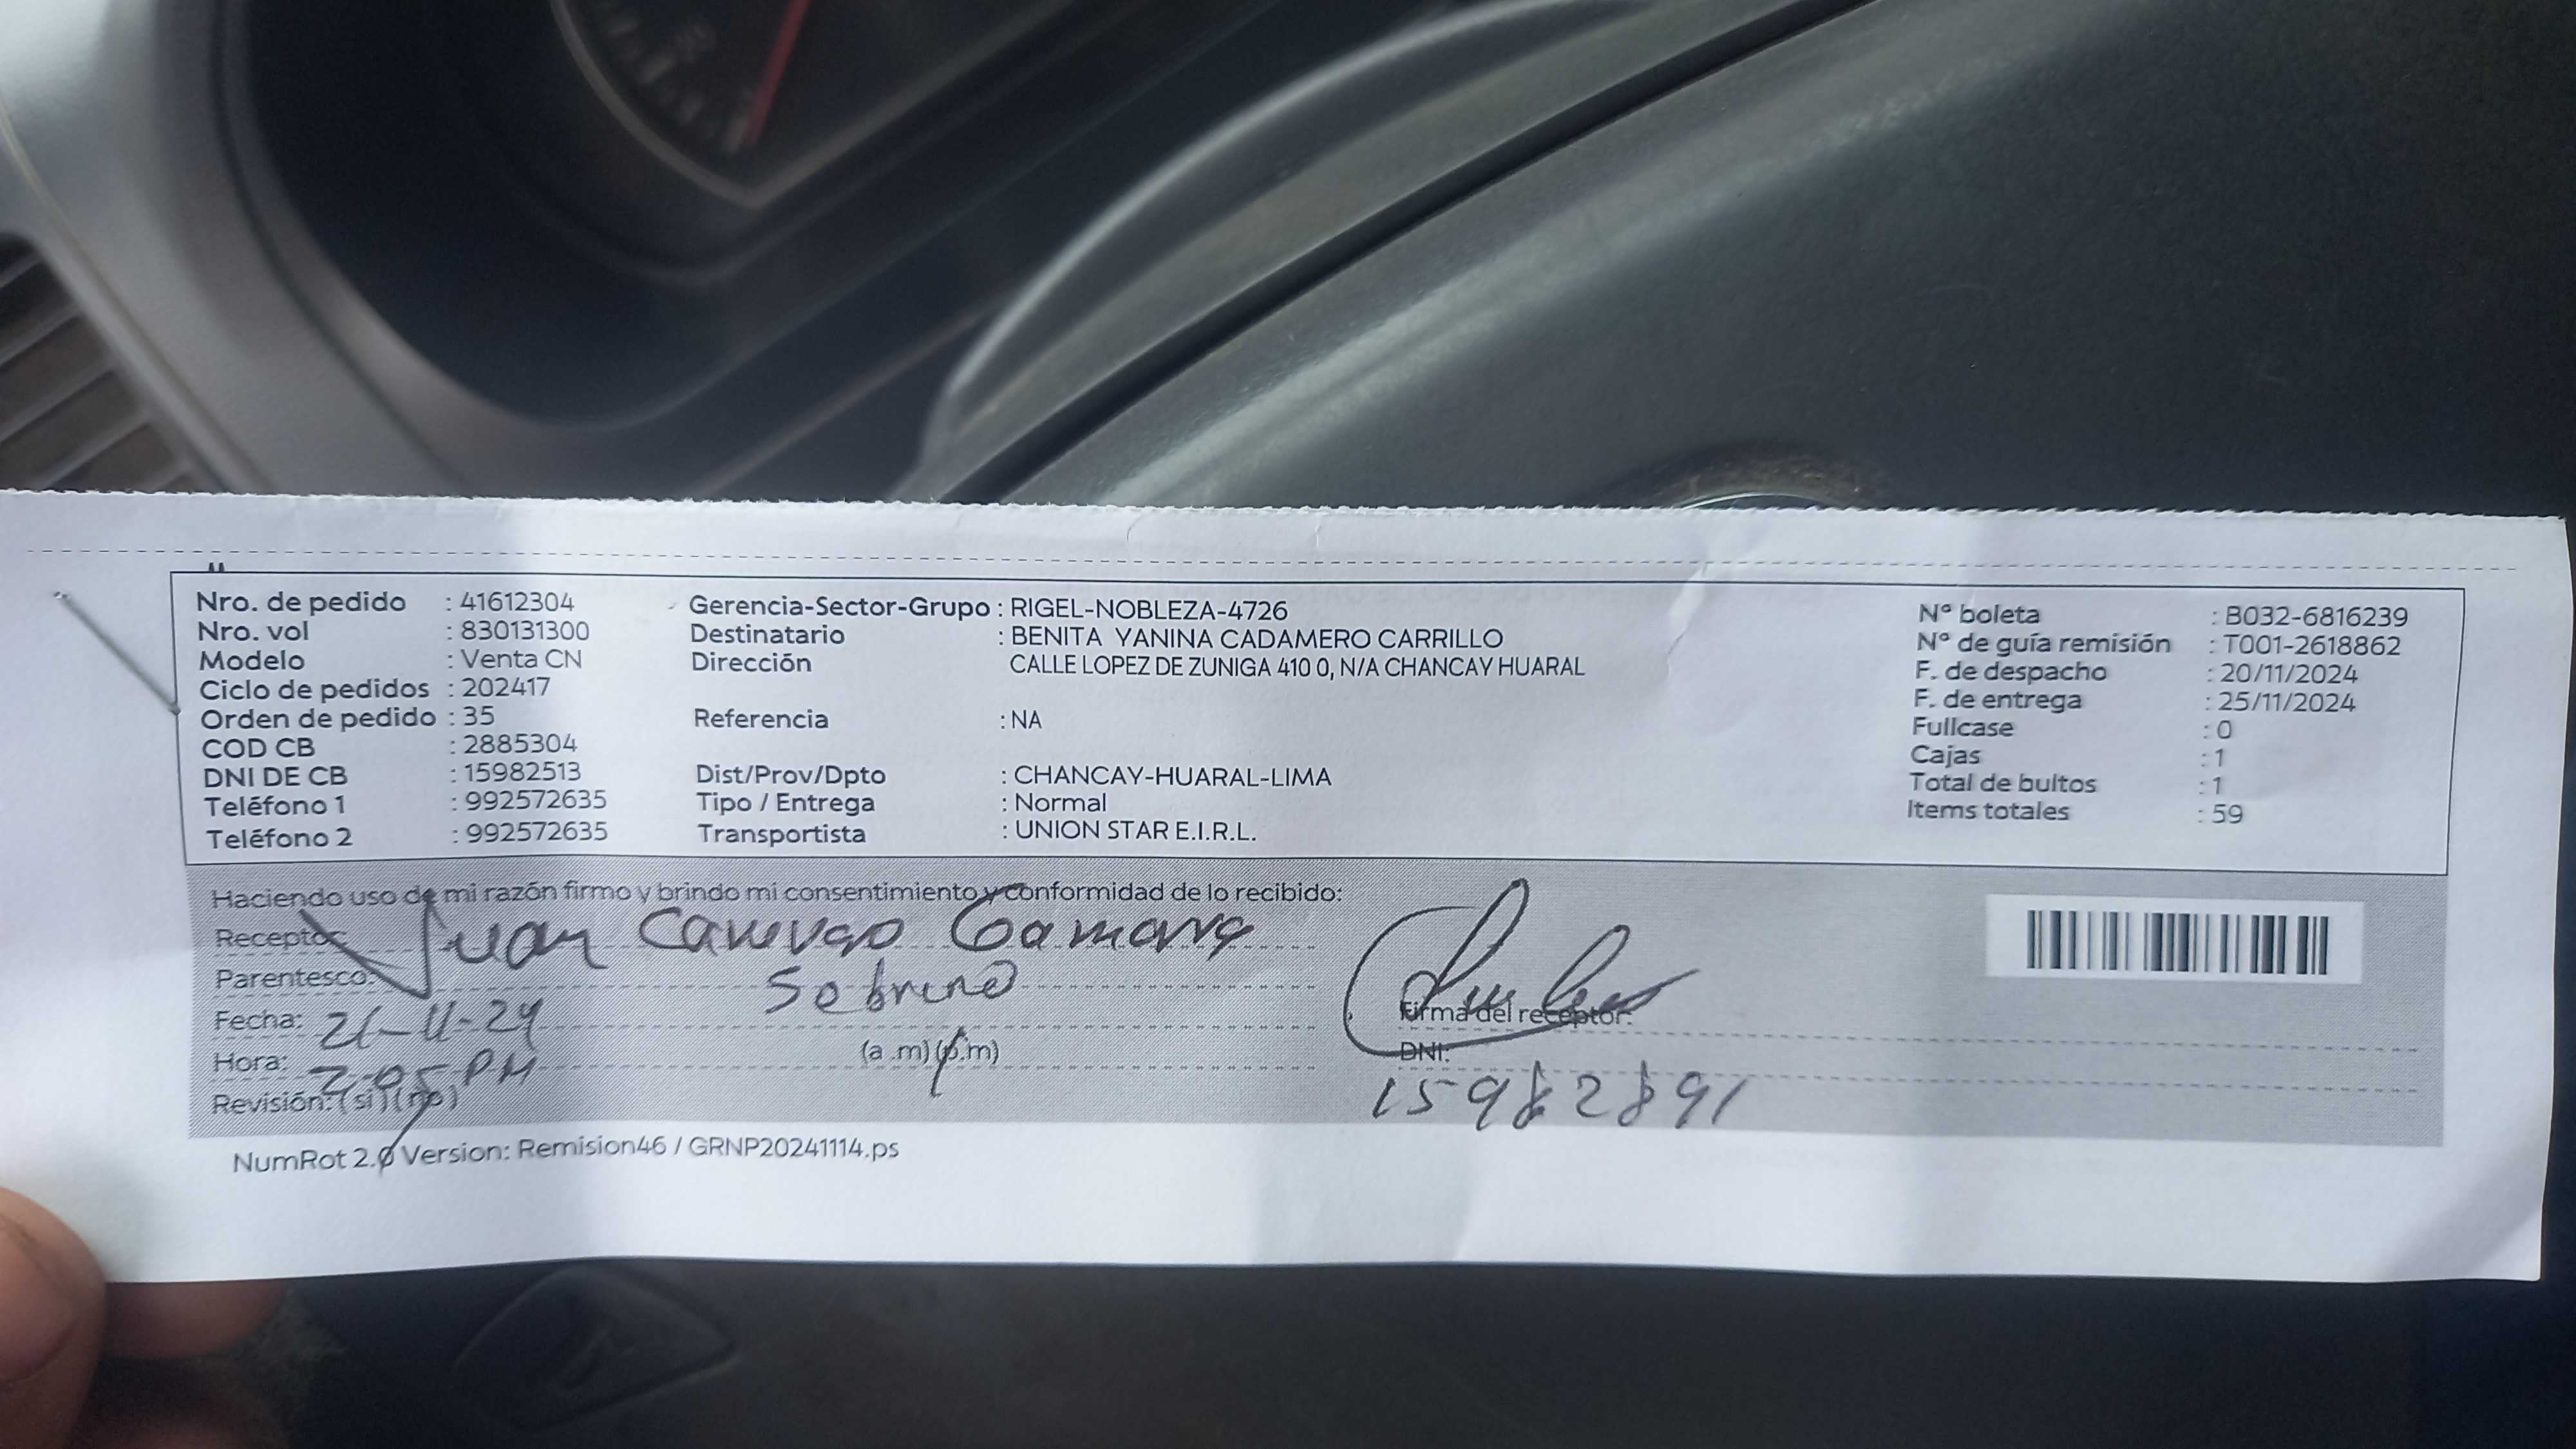 Nro. de pedido : 41612304
Nro. vol : 830131300
Modelo : Venta CN
Ciclo de pedidos : 202417
Orden de pedido : 35
COD CB : 2885304
DNI DE CB : 15982513
Teléfono 1 : 992572635
Teléfono 2 : 992572635
Gerencia-Sector-Grupo : RIGEL-NOBLEZA-4726
Destinatario : BENITA YANINA CADAMERO CARRILLO
Dirección CALLE LOPEZ DE ZUNIGA 410 0, N/A CHANCAY HUARAL
Referencia : NA
Dist/Prov/Dpto : CHANCAY-HUARAL-LIMA
Tipo / Entrega : Normal
Transportista : UNION STAR E.I.R.L.
Nº boleta : B032-6816239
Nº de guía remisión : T001-2618862
F. de despacho : 20/11/2024
F. de entrega : 25/11/2024
Fullcase : 0
Cajas : 1
Total de bultos : 1
Items totales : 59
Haciendo uso de mi razón firmo y brindo mi consentimiento y conformidad de lo recibido:
Receptor: Juan
Parentesco: Sobrino
Fecha: 21-11-24
Hora: 2:05 PM (a .m) (p.m)
Revisión: (si) (no)
Firma del receptor:
DNI:
15982891
NumRot 2.0 Version: Remision46 / GRNP20241114.ps